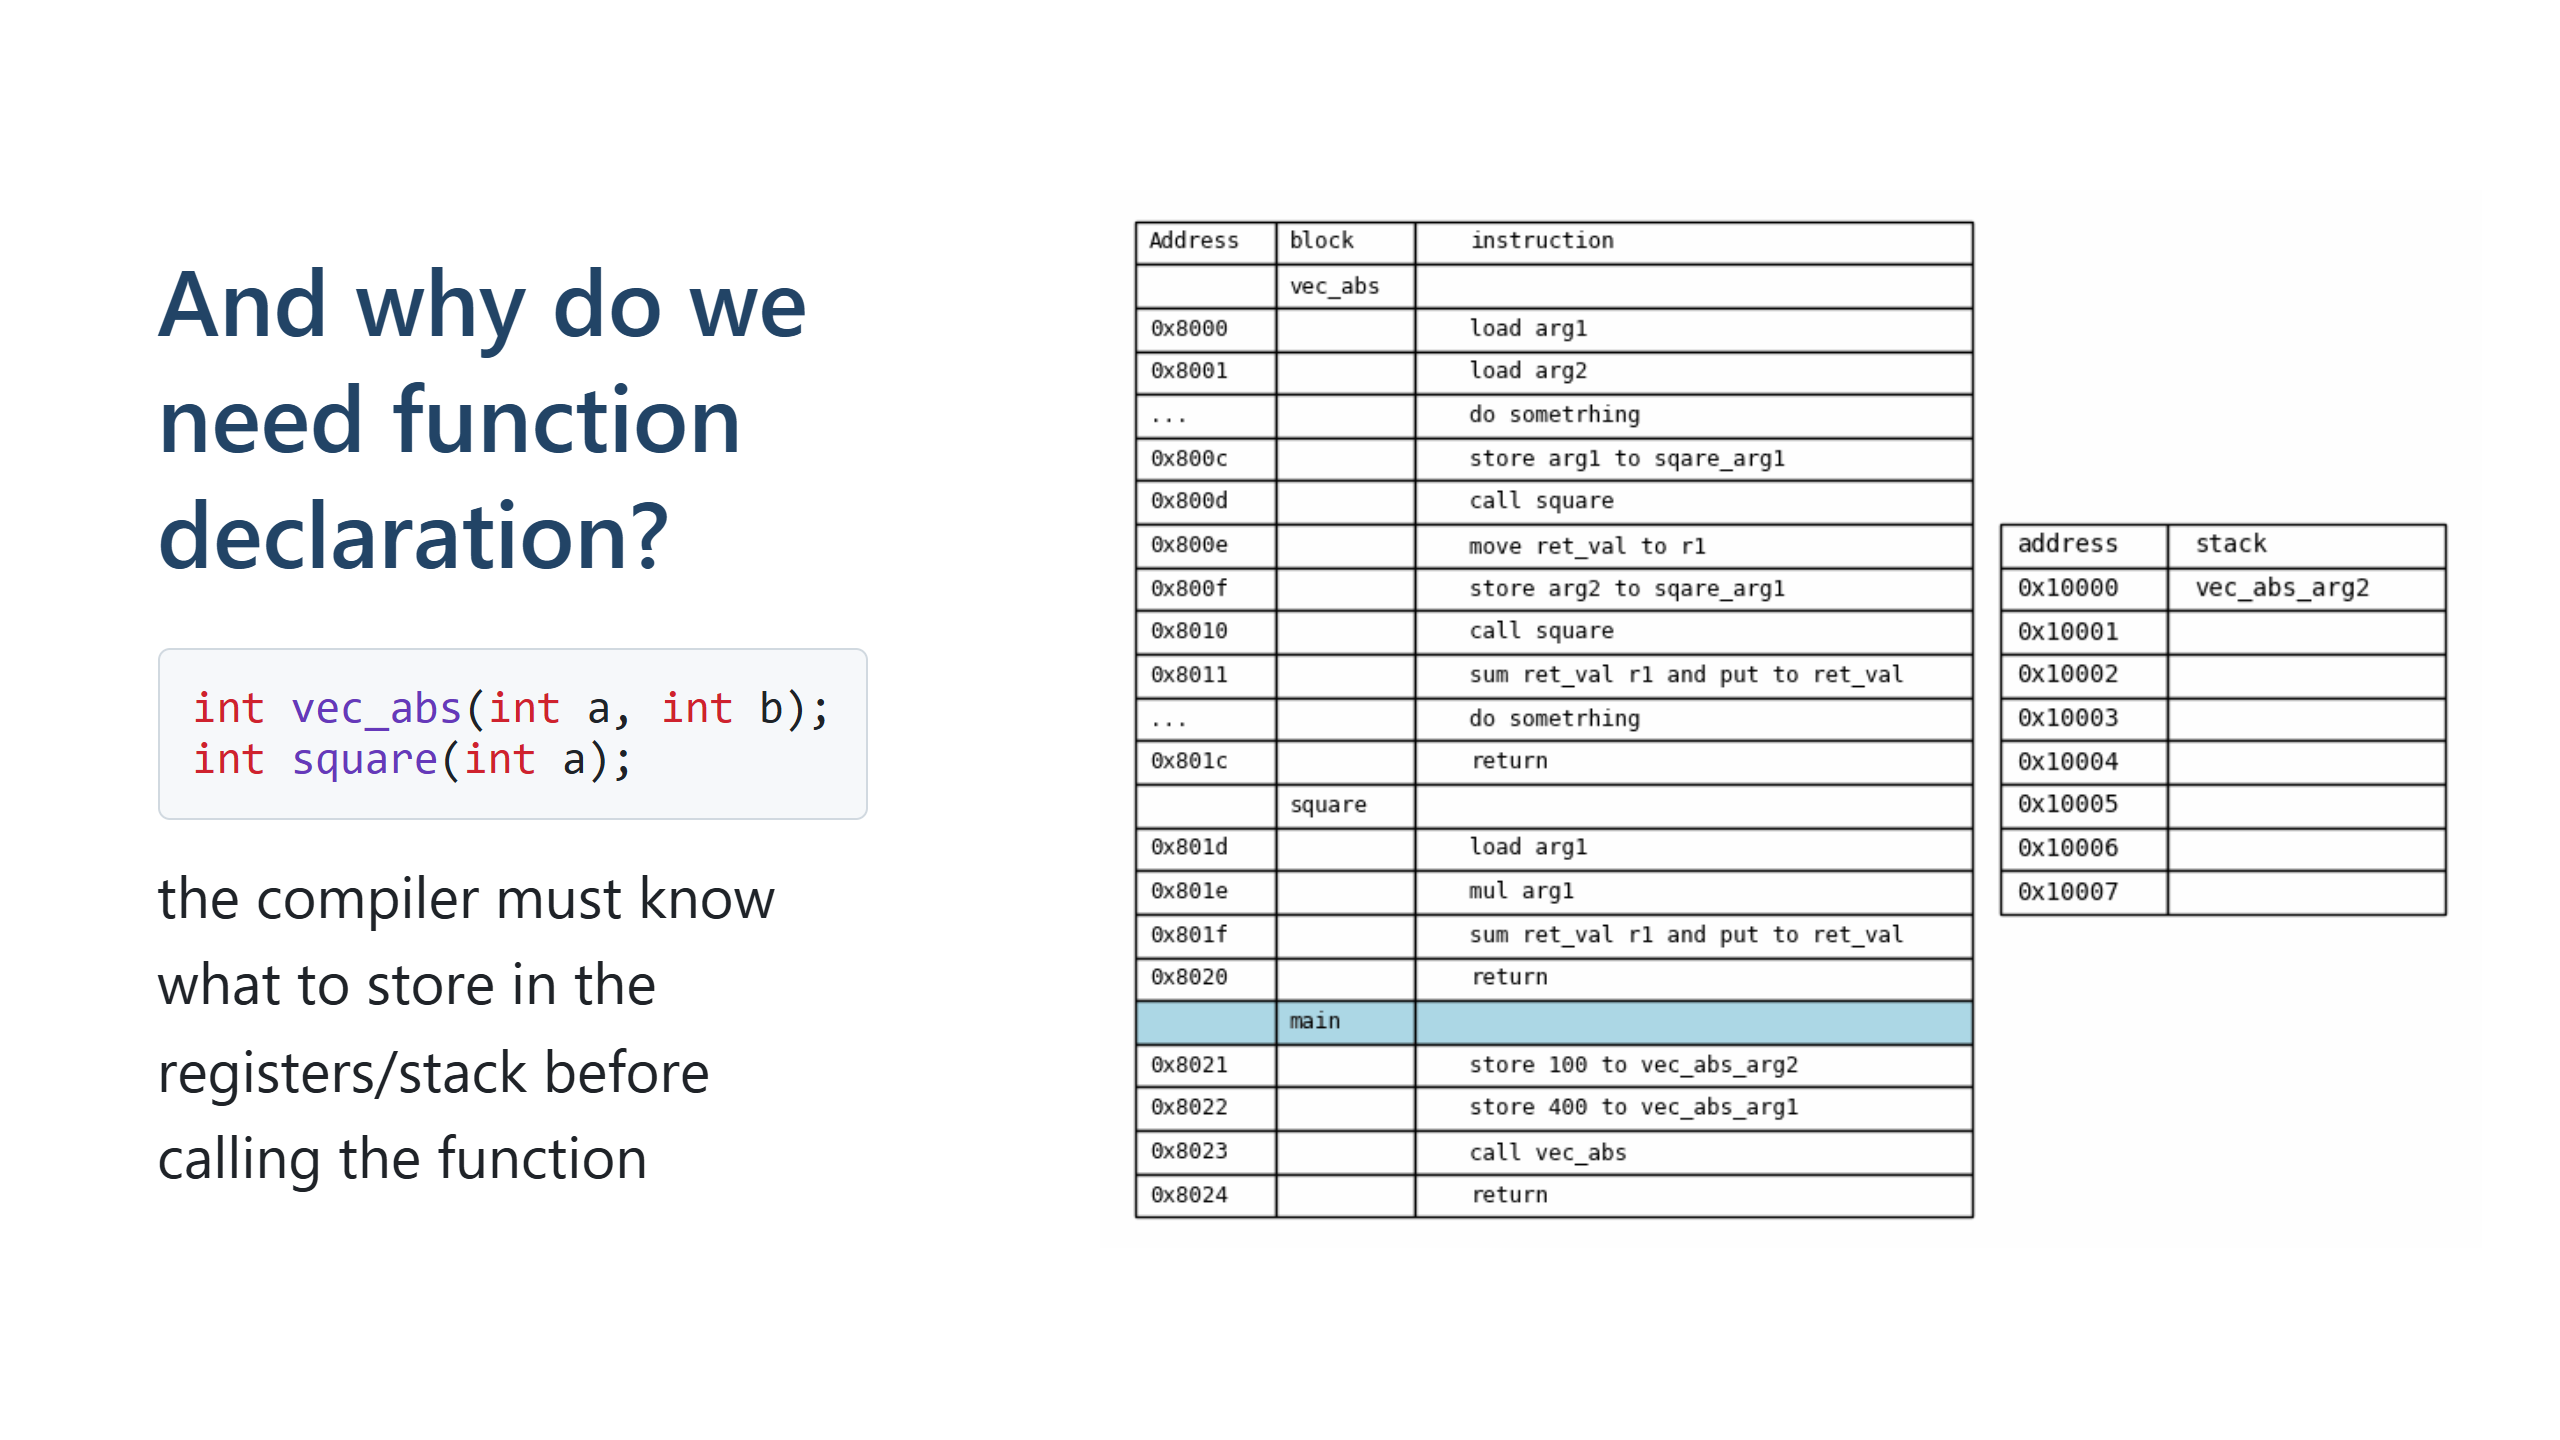 And why do we
need function
declaration?
int vec_abs(int a, int b);
int square(int a);
the compiler must know
what to store in the
registers/stack before
calling the function
Address block instruction
vec_abs
0x8000 load arg1
0x8001 load arg2
... do sometrhing
0x800c store arg1 to sqare_arg1
0x800d call square
0x800e move ret_val to r1
0x800f store arg2 to sqare_arg1
0x8010 call square
0x8011 sum ret_val r1 and put to ret_val
... do sometrhing
0x801c return
square
0x801d load arg1
0x801e mul arg1
0x801f sum ret_val r1 and put to ret_val
0x8020 return
main
0x8021 store 100 to vec_abs_arg2
0x8022 store 400 to vec_abs_arg1
0x8023 call vec_abs
0x8024 return
address stack
0x10000 vec_abs_arg2
0x10001
0x10002
0x10003
0x10004
0x10005
0x10006
0x10007